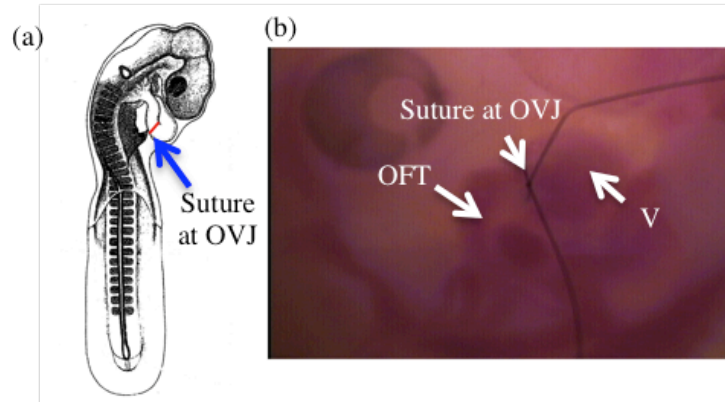 (a)
Suture
at OVJ
(b)
Suture at OVJ
OFT
V